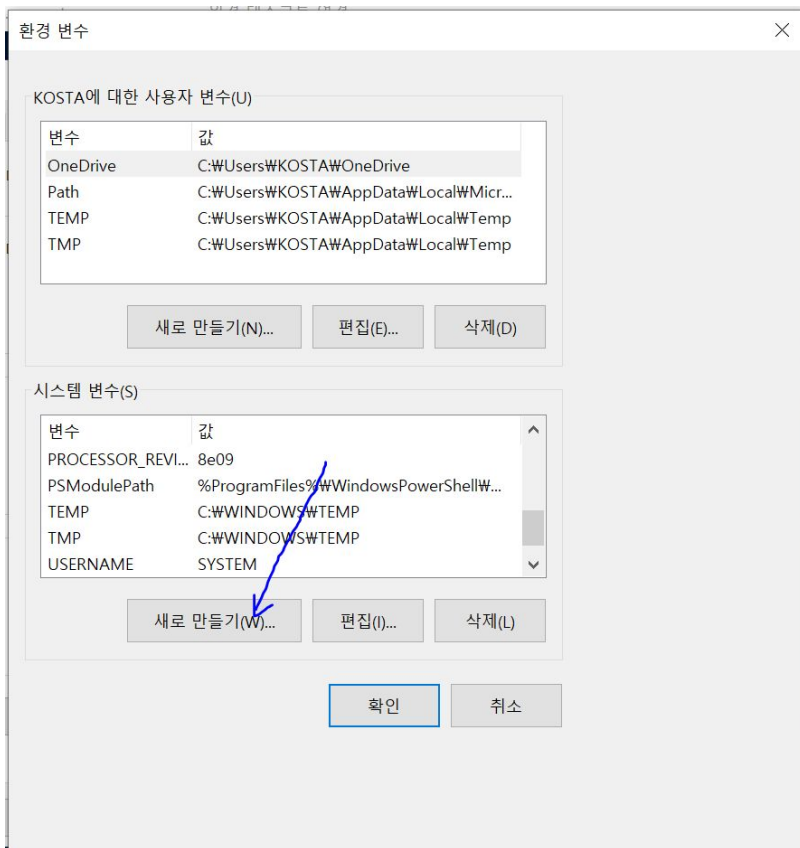 환경 변수
KOSTA에 대한 사용자 변수(U)
변수 값
OneDrive C:₩Users₩KOSTA₩OneDrive
Path C:₩Users₩KOSTA₩AppData₩Local₩Micr...
TEMP C:₩Users₩KOSTA₩AppData₩Local₩Temp
TMP C:₩Users₩KOSTA₩AppData₩Local₩Temp
새로 만들기(N)... 편집(E)... 삭제(D)
시스템 변수(S)
변수 값
PROCESSOR_REVI... 8e09
PSModulePath %ProgramFiles%₩WindowsPowerShell₩...
TEMP C:₩WINDOWS₩TEMP
TMP C:₩WINDOWS₩TEMP
USERNAME SYSTEM
새로 만들기(W)... 편집(I)... 삭제(L)
확인 취소